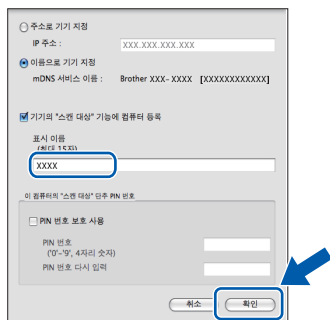 주소로 기기 지정
IP 주소 : XXX.XXX.XXX.XXX
이름으로 기기 지정
mDNS 서비스 이름 : Brother XXX- XXXX [XXXXXXXXXXXX]
기기의 "스캔 대상" 기능에 컴퓨터 등록
표시 이름
(최대 15자)
XXXX
이 컴퓨터의 "스캔 대상" 단추 PIN 번호
PIN 번호 보호 사용
PIN 번호
('0'-'9', 4자리 숫자)
PIN 번호 다시 입력
취소 확인